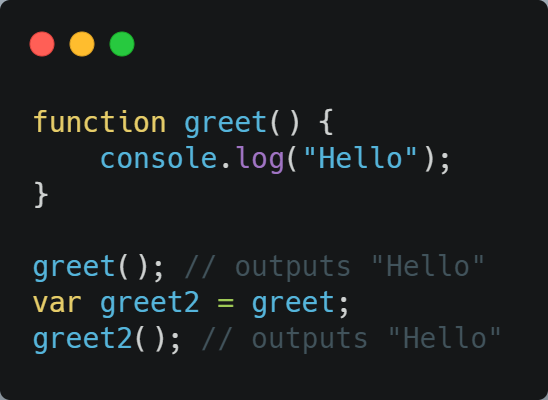 function greet() {
    console.log("Hello");
}

greet(); // outputs "Hello"
var greet2 = greet;
greet2(); // outputs "Hello"